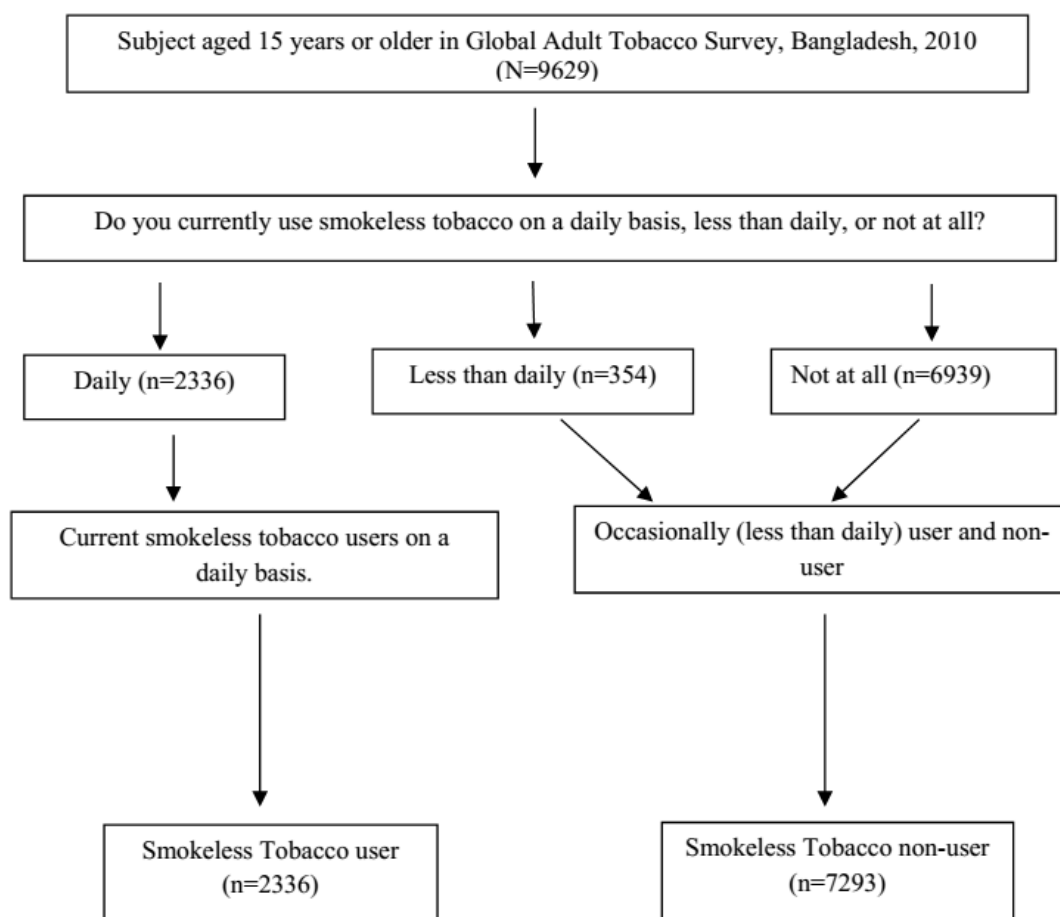 Subject aged 15 years or older in Global Adult Tobacco Survey, Bangladesh, 2010
(N=9629)
Do you currently use smokeless tobacco on a daily basis, less than daily, or not at all?
Daily (n=2336)
Less than daily (n=354)
Not at all (n=6939)
Current smokeless tobacco users on a
daily basis.
Occasionally (less than daily) user and non-
user
Smokeless Tobacco user
(n=2336)
Smokeless Tobacco non-user
(n=7293)